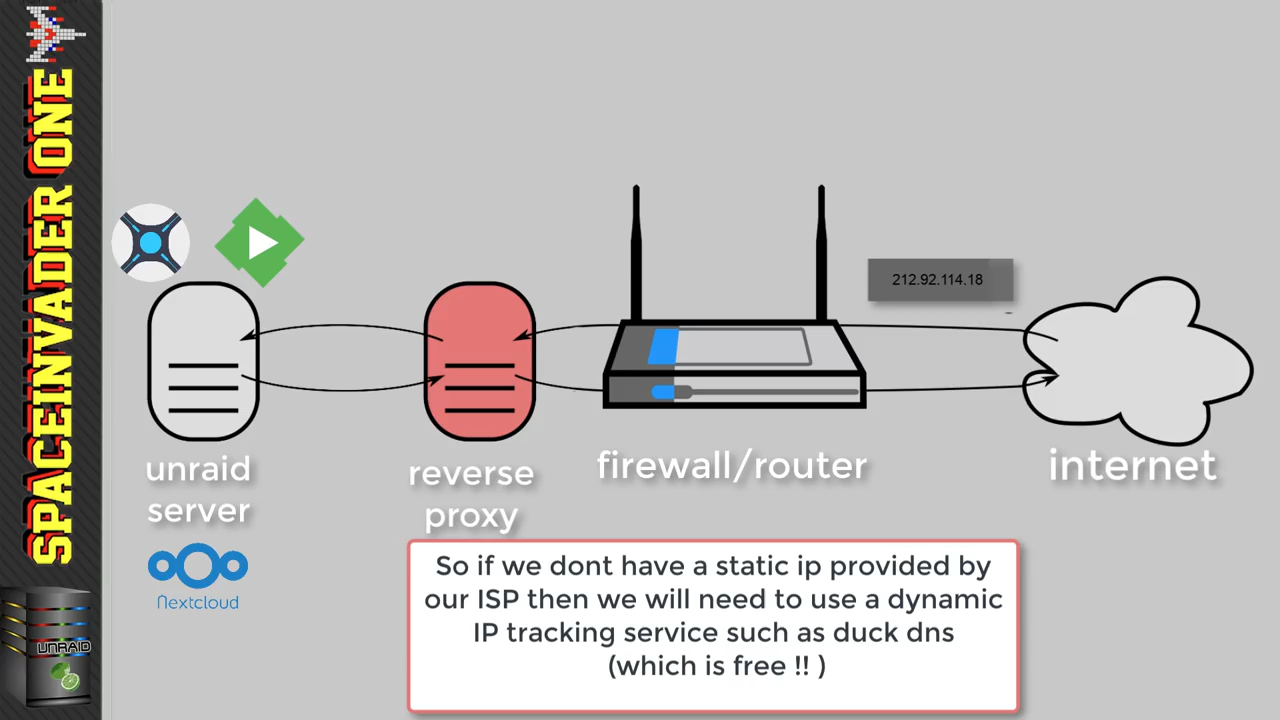 SPACEINVADER ONE
212.92.114.18
unraid
server
reverse
proxy
firewall/router
internet
Nextcloud
So if we dont have a static ip provided by
our ISP then we will need to use a dynamic
IP tracking service such as duck dns
(which is free !! )
UNRAID